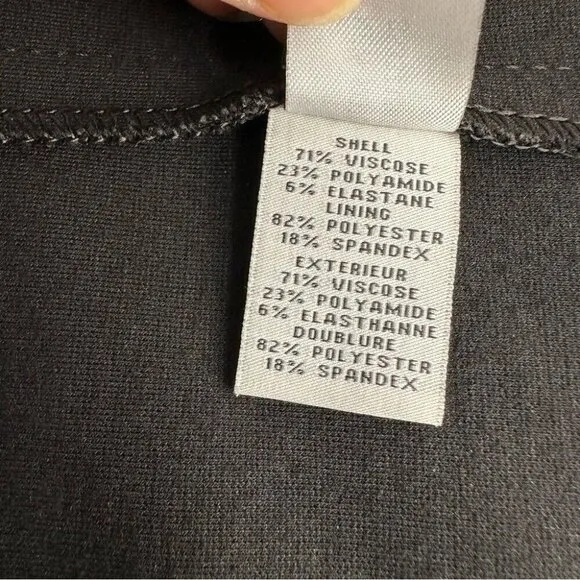 SHELL
71% VISCOSE
23% POLYAMIDE
6% ELASTANE
LINING
82% POLYESTER
18% SPANDEX
EXTERIEUR
71% VISCOSE
23% POLYAMIDE
6% ELASTHANNE
DOUBLURE
82% POLYESTER
18% SPANDEX